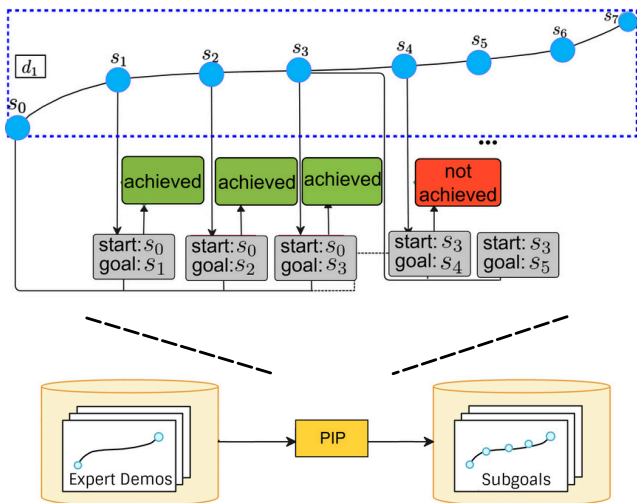 s₇
s₆
s₅
s₄
s₃
s₂
s₁
d₁
s₀
...
achieved
achieved
achieved
not
achieved
start: s₀
goal: s₁
start: s₀
goal: s₂
start: s₀
goal: s₃
start: s₃
goal: s₄
start: s₃
goal: s₅
Expert Demos
PIP
Subgoals